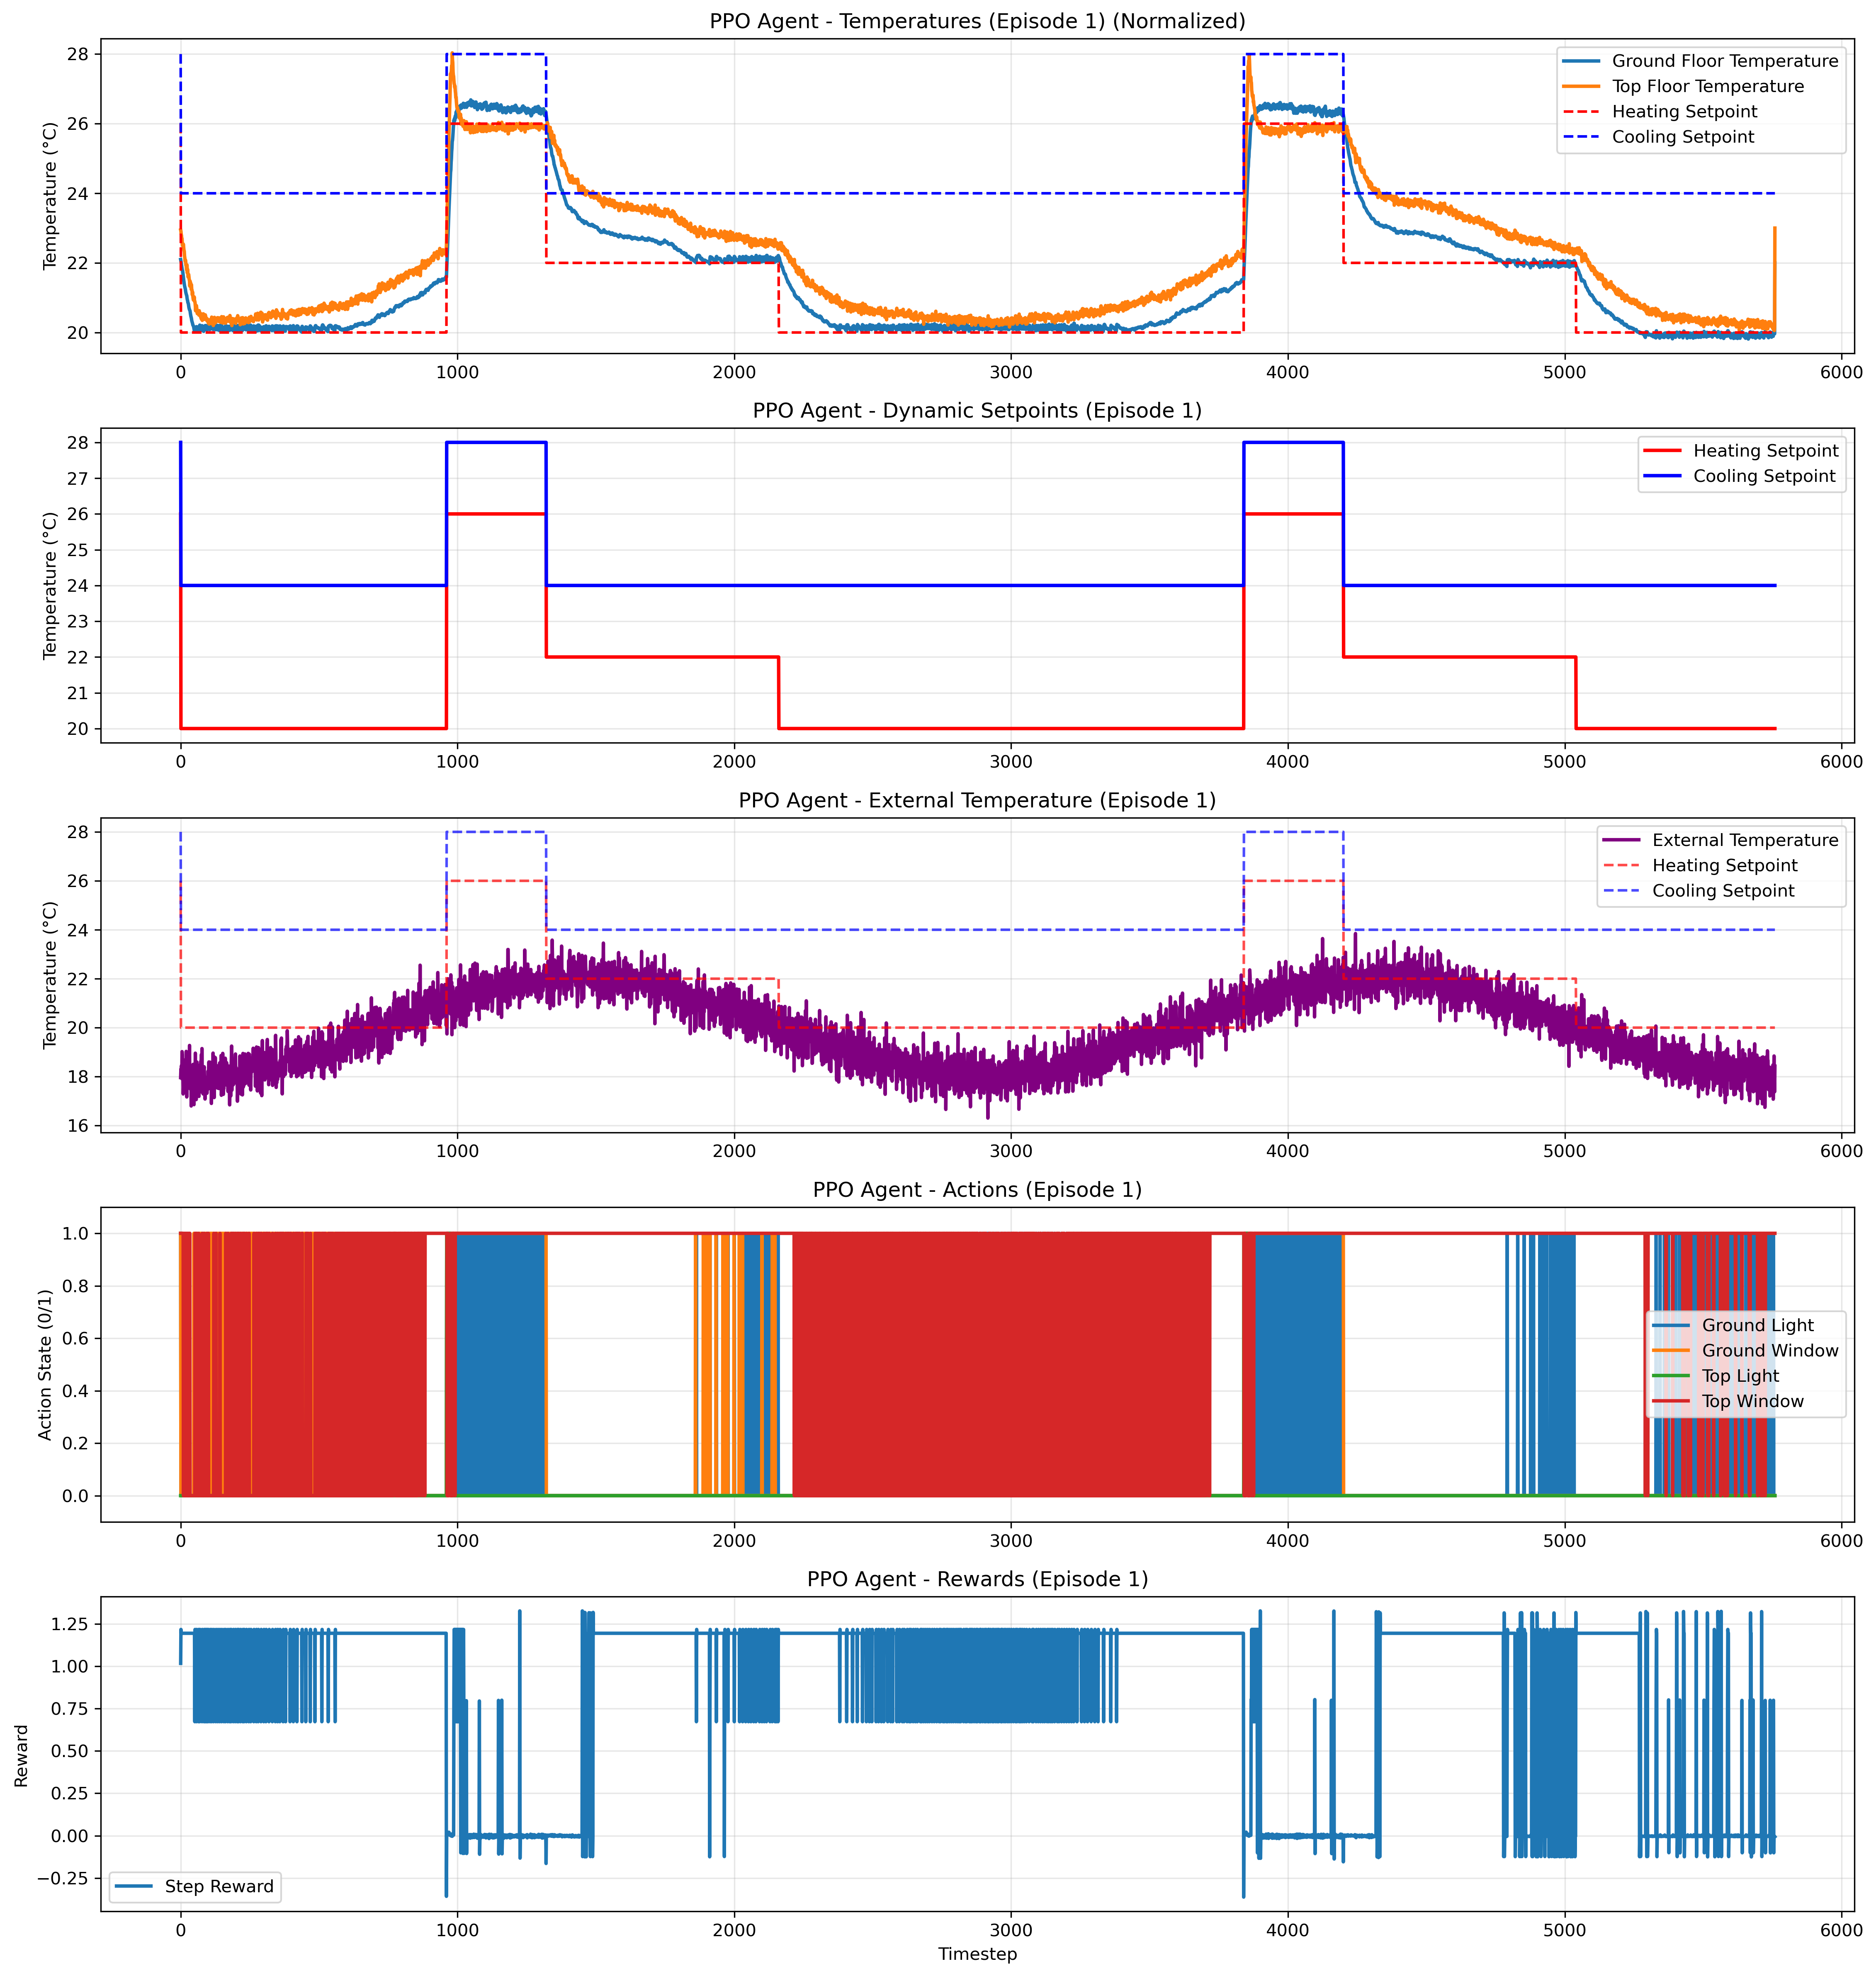 PPO Agent - Temperatures (Episode 1) (Normalized)
Temperature (°C)
28
26
24
22
20
Ground Floor Temperature
Top Floor Temperature
Heating Setpoint
Cooling Setpoint
0 1000 2000 3000 4000 5000 6000
PPO Agent - Dynamic Setpoints (Episode 1)
Temperature (°C)
28
27
26
25
24
23
22
21
20
Heating Setpoint
Cooling Setpoint
0 1000 2000 3000 4000 5000 6000
PPO Agent - External Temperature (Episode 1)
Temperature (°C)
28
26
24
22
20
18
16
External Temperature
Heating Setpoint
Cooling Setpoint
0 1000 2000 3000 4000 5000 6000
PPO Agent - Actions (Episode 1)
Action State (0/1)
1.0
0.8
0.6
0.4
0.2
0.0
Ground Light
Ground Window
Top Light
Top Window
0 1000 2000 3000 4000 5000 6000
PPO Agent - Rewards (Episode 1)
Reward
1.25
1.00
0.75
0.50
0.25
0.00
−0.25
Step Reward
0 1000 2000 3000 4000 5000 6000
Timestep